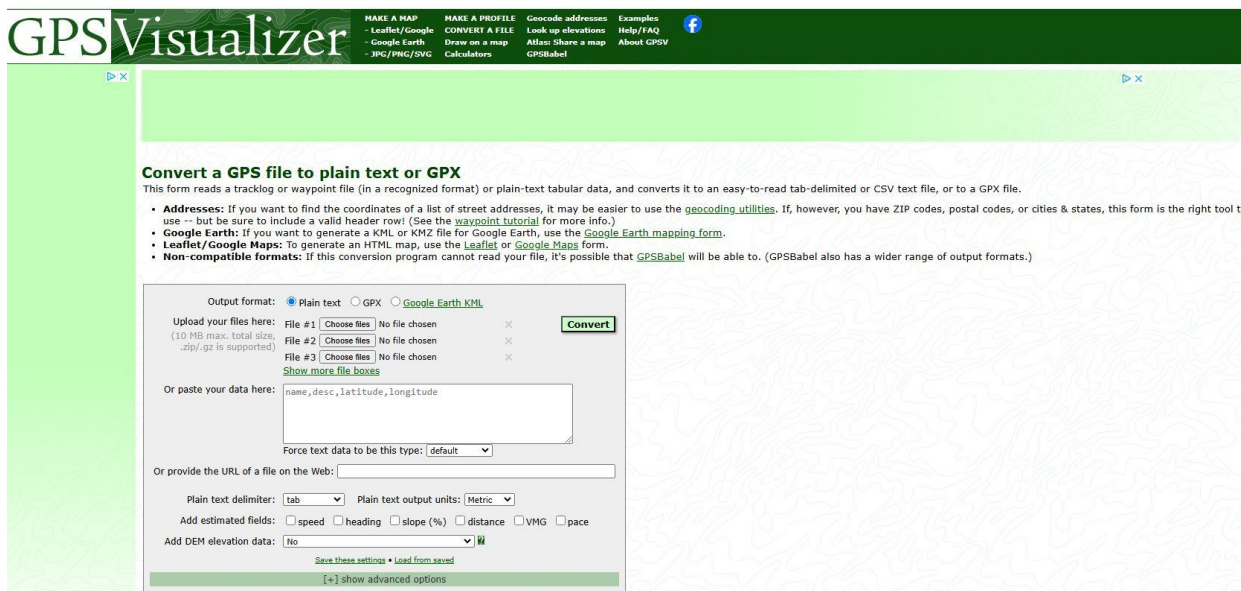 GPSVisualizer
MAKE A MAP
- Leaflet/Google
- Google Earth
- JPG/PNG/SVG
MAKE A PROFILE
CONVERT A FILE
Draw on a map
Calculators
Geocode addresses
Look up elevations
Atlas: Share a map
GPSBabel
Examples
Help/FAQ
About GPSV
Convert a GPS file to plain text or GPX
This form reads a tracklog or waypoint file (in a recognized format) or plain-text tabular data, and converts it to an easy-to-read tab-delimited or CSV text file, or to a GPX file.
• Addresses: If you want to find the coordinates of a list of street addresses, it may be easier to use the geocoding utilities. If, however, you have ZIP codes, postal codes, or cities & states, this form is the right tool t
use -- but be sure to include a valid header row! (See the waypoint tutorial for more info.)
• Google Earth: If you want to generate a KML or KMZ file for Google Earth, use the Google Earth mapping form.
• Leaflet/Google Maps: To generate an HTML map, use the Leaflet or Google Maps form.
• Non-compatible formats: If this conversion program cannot read your file, it's possible that GPSBabel will be able to. (GPSBabel also has a wider range of output formats.)
Output format: Plain text GPX Google Earth KML
Upload your files here: File #1 Choose files No file chosen Convert
(10 MB max. total size, File #2 Choose files No file chosen
.zip/.gz is supported) File #3 Choose files No file chosen
Show more file boxes
Or paste your data here: name,desc,latitude,longitude
Force text data to be this type: default
Or provide the URL of a file on the Web:
Plain text delimiter: tab Plain text output units: Metric
Add estimated fields: speed heading slope (%) distance VMG pace
Add DEM elevation data: No ?
Save these settings • Load from saved
[+] show advanced options